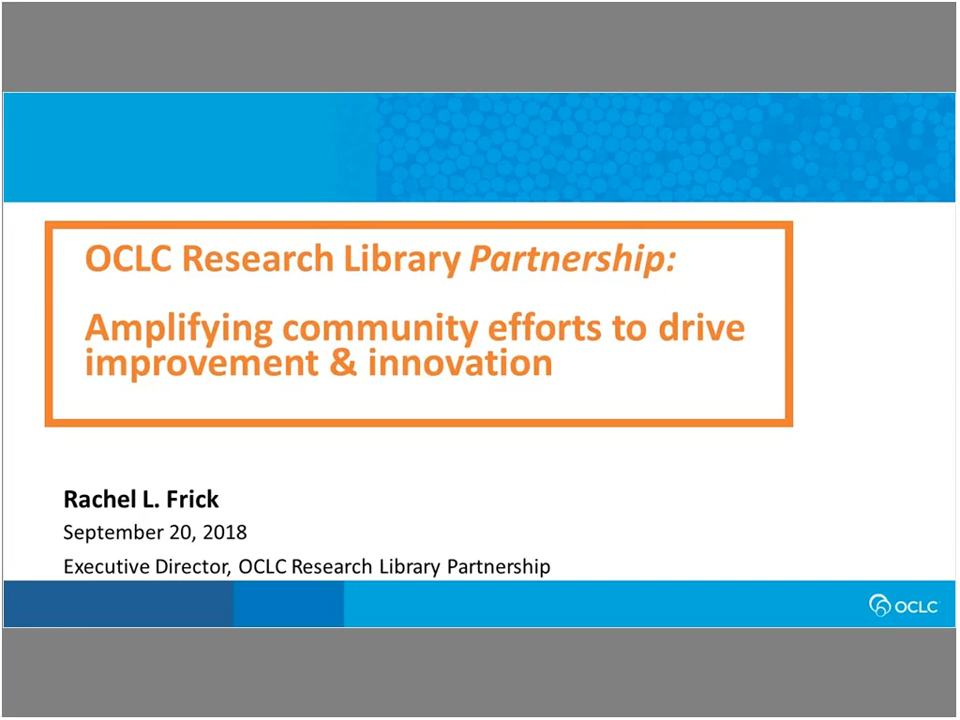 OCLC Research Library Partnership:
Amplifying community efforts to drive
improvement & innovation
Rachel L. Frick
September 20, 2018
Executive Director, OCLC Research Library Partnership
OCLC